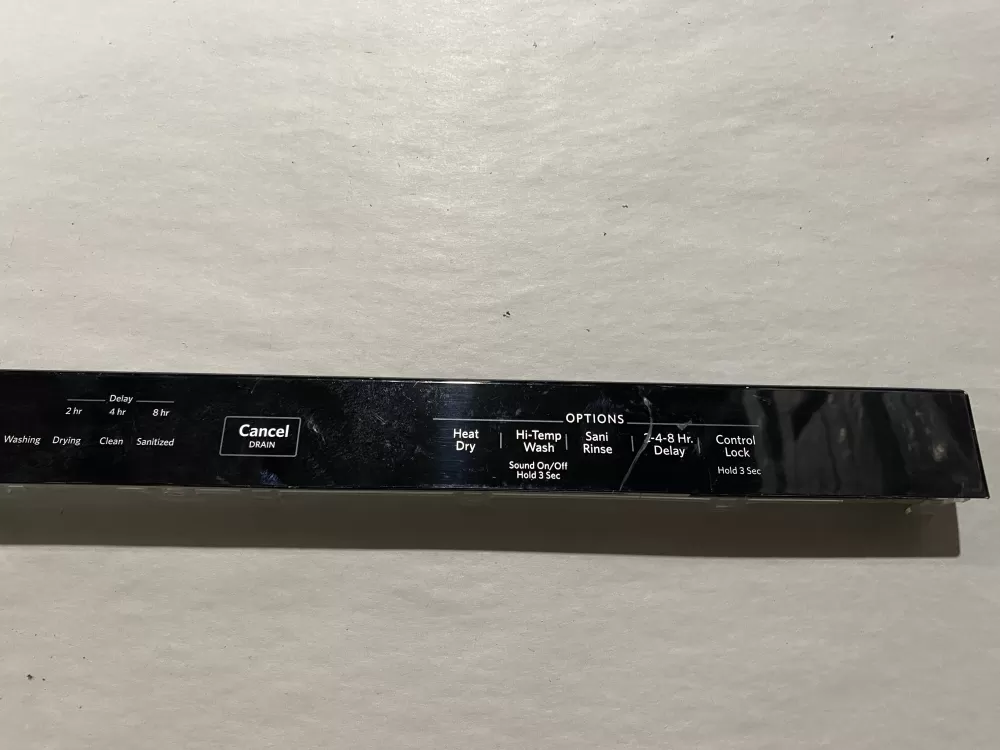 Delay
2 hr 4 hr 8 hr
Washing Drying Clean Sanitized
Cancel
DRAIN
OPTIONS
Heat
Dry
Hi-Temp
Wash
Sound On/Off
Hold 3 Sec
Sani
Rinse
2-4-8 Hr.
Delay
Control
Lock
Hold 3 Sec